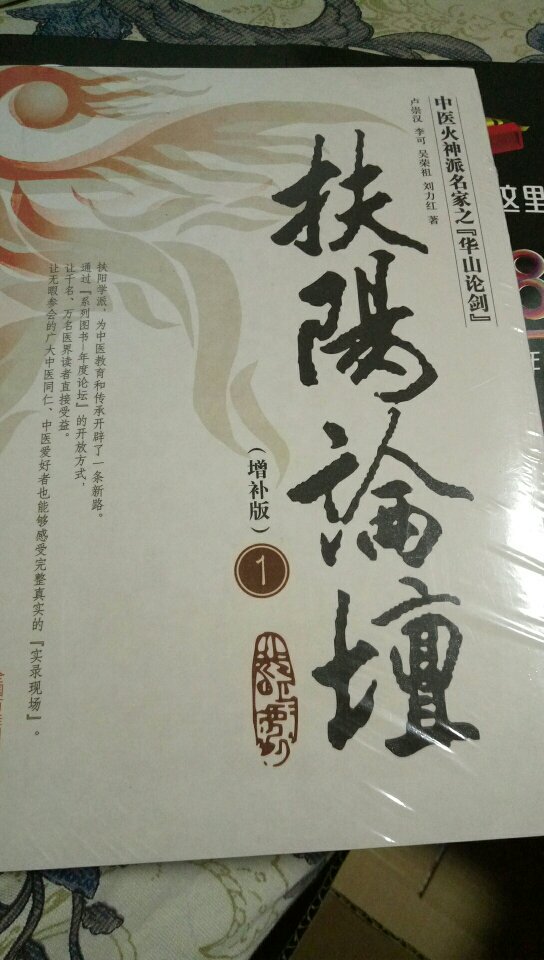 中医火神派名家之『华山论剑』
卢崇汉 李可 吴荣祖 刘力红 著
扶陽論壇
（增补版）
1
扶阳学派，为中医教育和传承开辟了一条新路。
通过『系列图书—年度论坛』的开放方式，
让千名、万名医界读者直接受益。
让无暇参会的广大中医同仁、中医爱好者也能够感受完整真实的『实录现场』。
这里
年